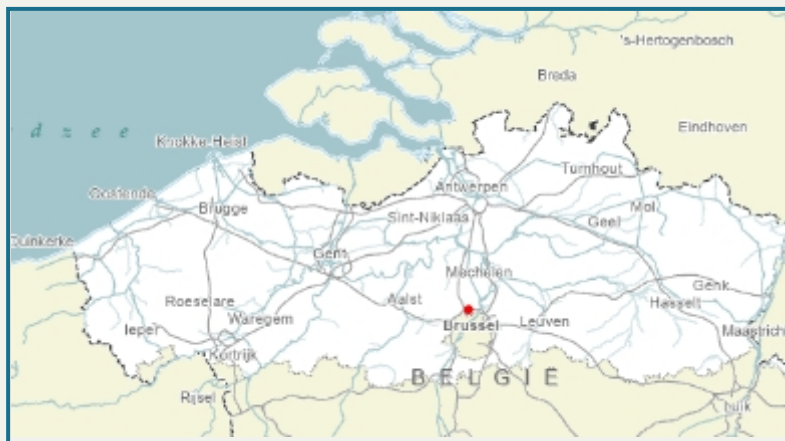 's-Hertogenbosch
Breda
d z e e
Eindhoven
Knokke-Heist
Turnhout
Antwerpen
Oostende
Mol
Brugge
Sint-Niklaas
Geel
Duinkerke
Gent
Mechelen
Genk
Aalst
Hasselt
Roeselare
Waregem
Ieper
Brussel
Leuven
Maastrich
Kortrijk
BELGIË
Rijsel
Luik